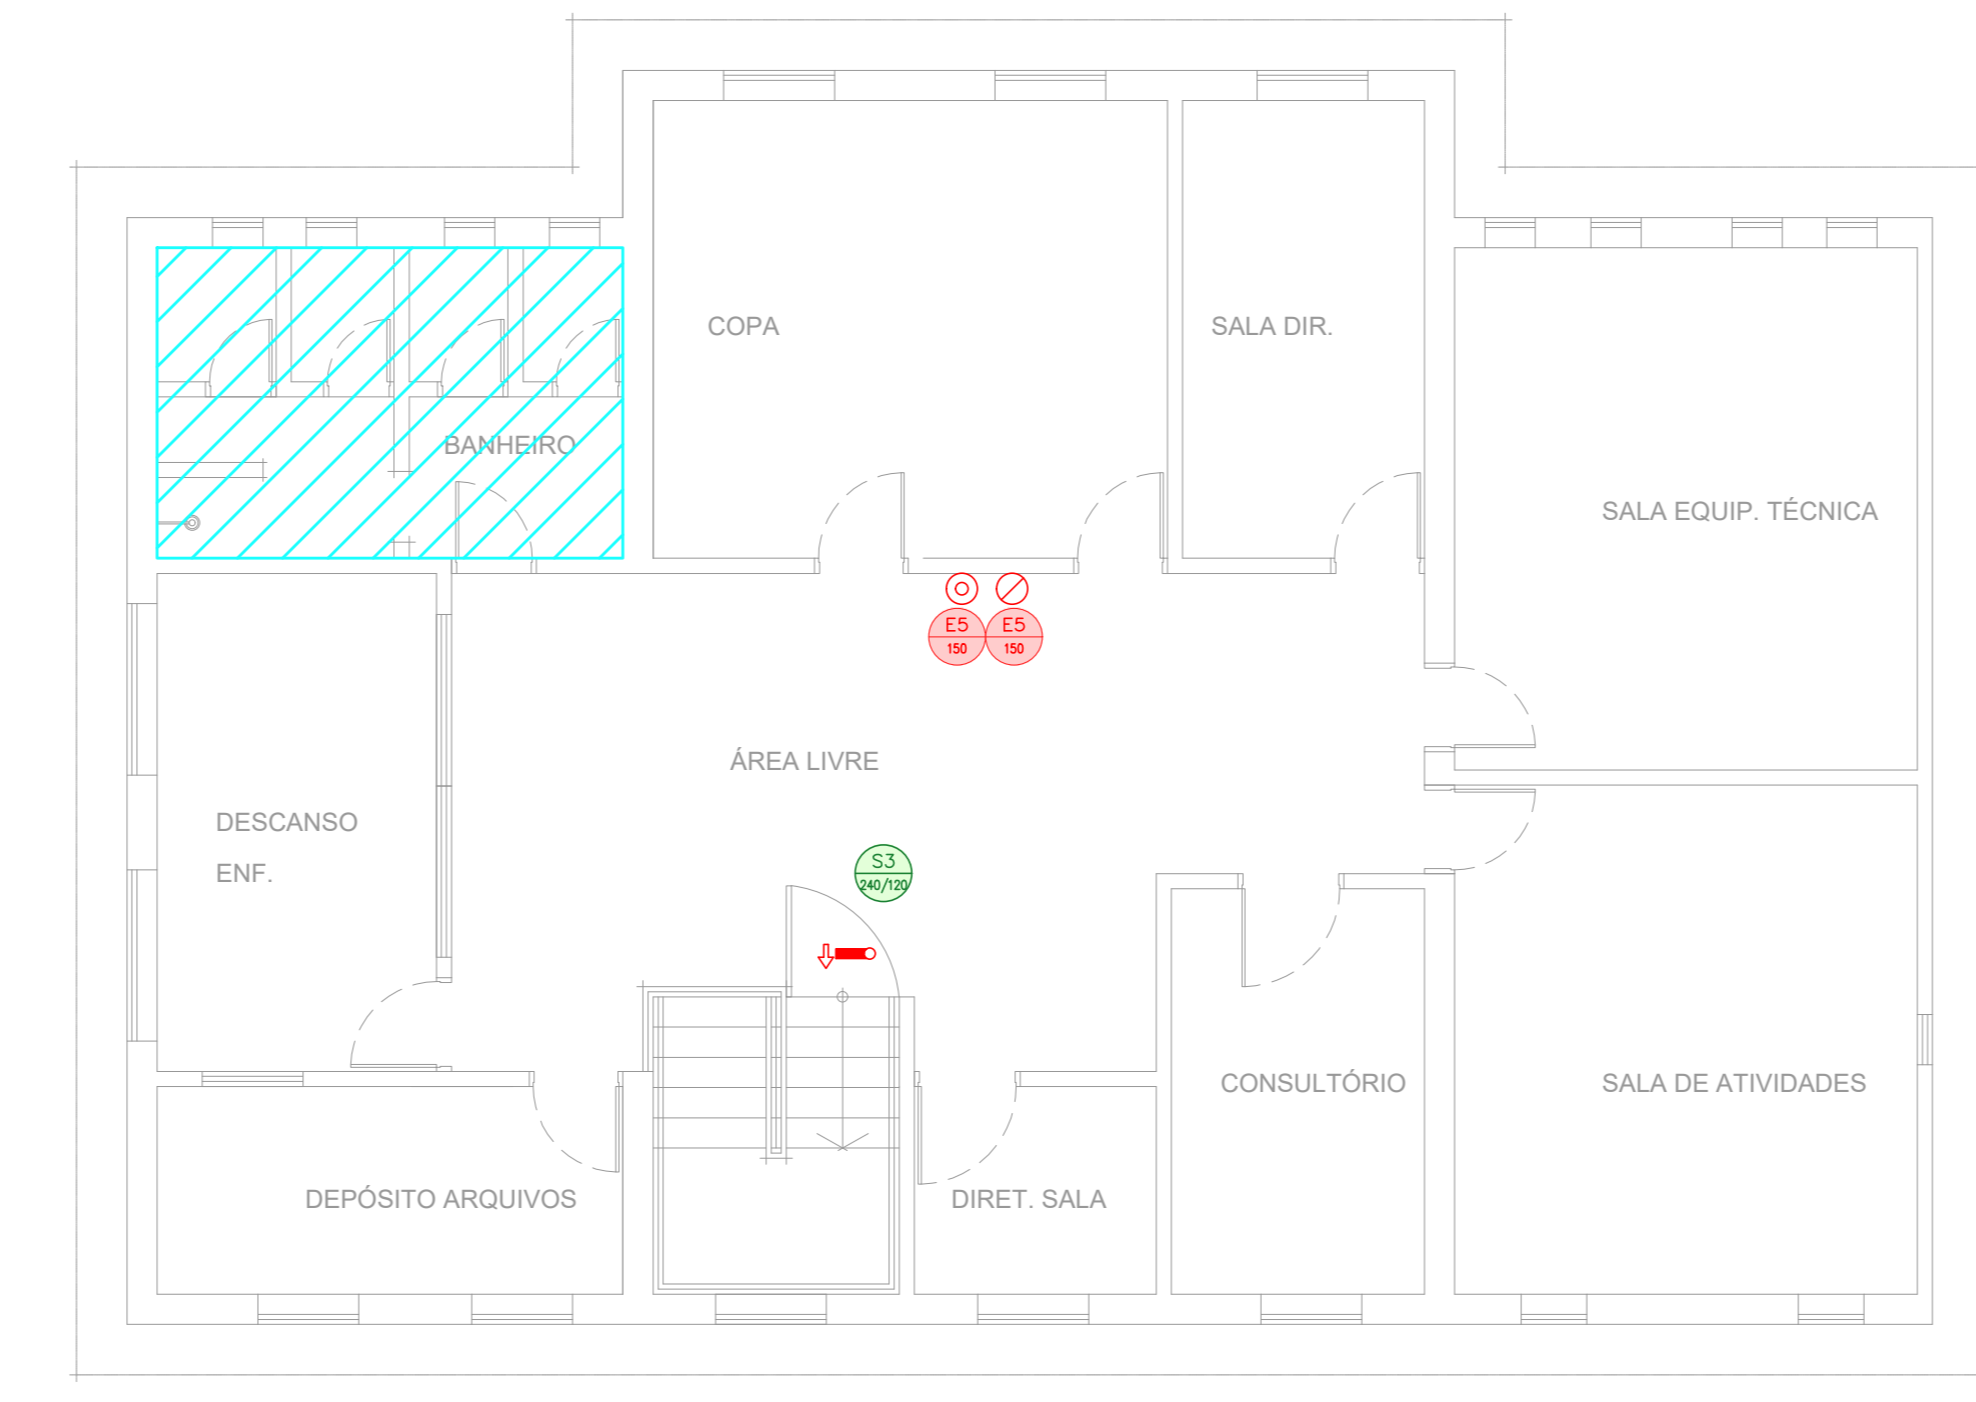 COPA
SALA DIR.
BANHEIRO
SALA EQUIP. TÉCNICA
E5
150
E5
150
ÁREA LIVRE
DESCANSO
ENF.
S3
240/120
CONSULTÓRIO
SALA DE ATIVIDADES
DEPÓSITO ARQUIVOS
DIRET. SALA